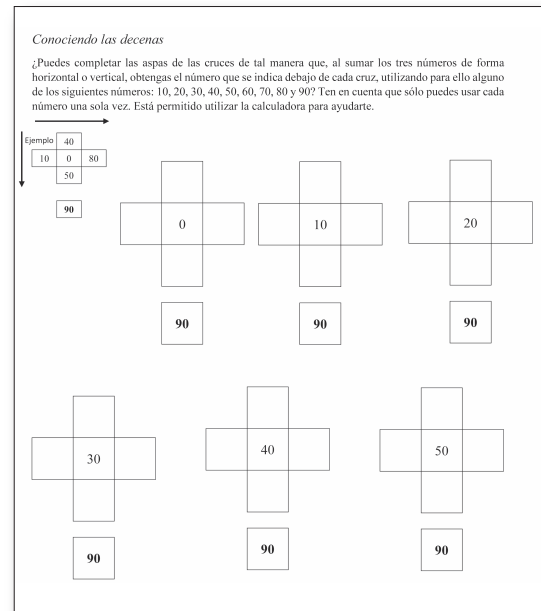 Conociendo las decenas
¿Puedes completar las aspas de las cruces de tal manera que, al sumar los tres números de forma
horizontal o vertical, obtengas el número que se indica debajo de cada cruz, utilizando para ello alguno
de los siguientes números: 10, 20, 30, 40, 50, 60, 70, 80 y 90? Ten en cuenta que sólo puedes usar cada
número una sola vez. Está permitido utilizar la calculadora para ayudarte.
Ejemplo 40
10 0 80
50
90
0 10 20
90 90 90
30 40 50
90 90 90